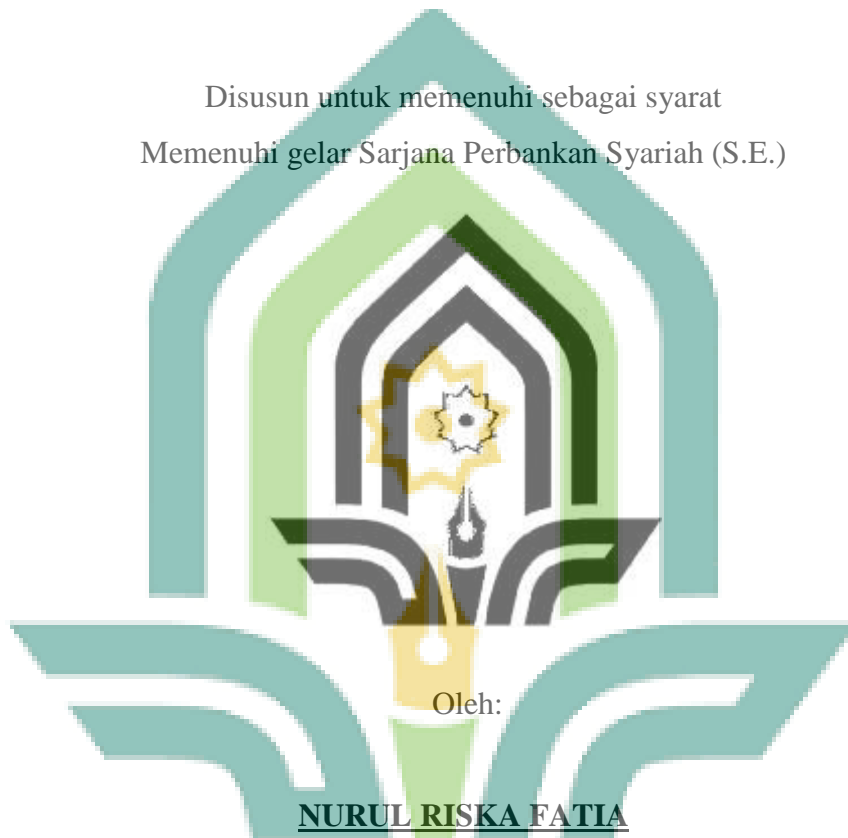 Disusun untuk memenuhi sebagai syarat
Memenuhi gelar Sarjana Perbankan Syariah (S.E.)
Oleh:
NURUL RISKA FATIA